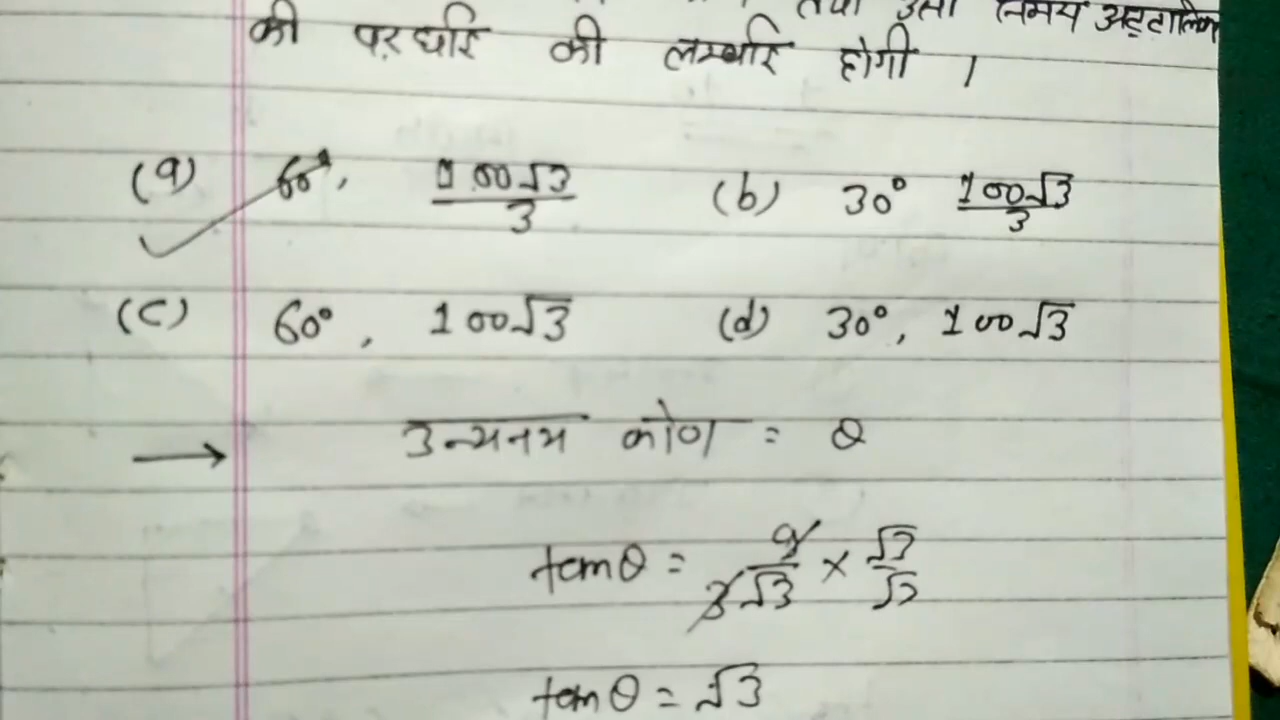 तथा उसी समय अट्टालिका
की परछाई की लम्बाई होगी ।
(a) 60°, 100√3/3 (b) 30° 100√3/3
(c) 60°, 100√3 (d) 30°, 100√3
→ उन्नयन कोण = θ
tanθ = 9/3√3 × √3/√3
tanθ = √3